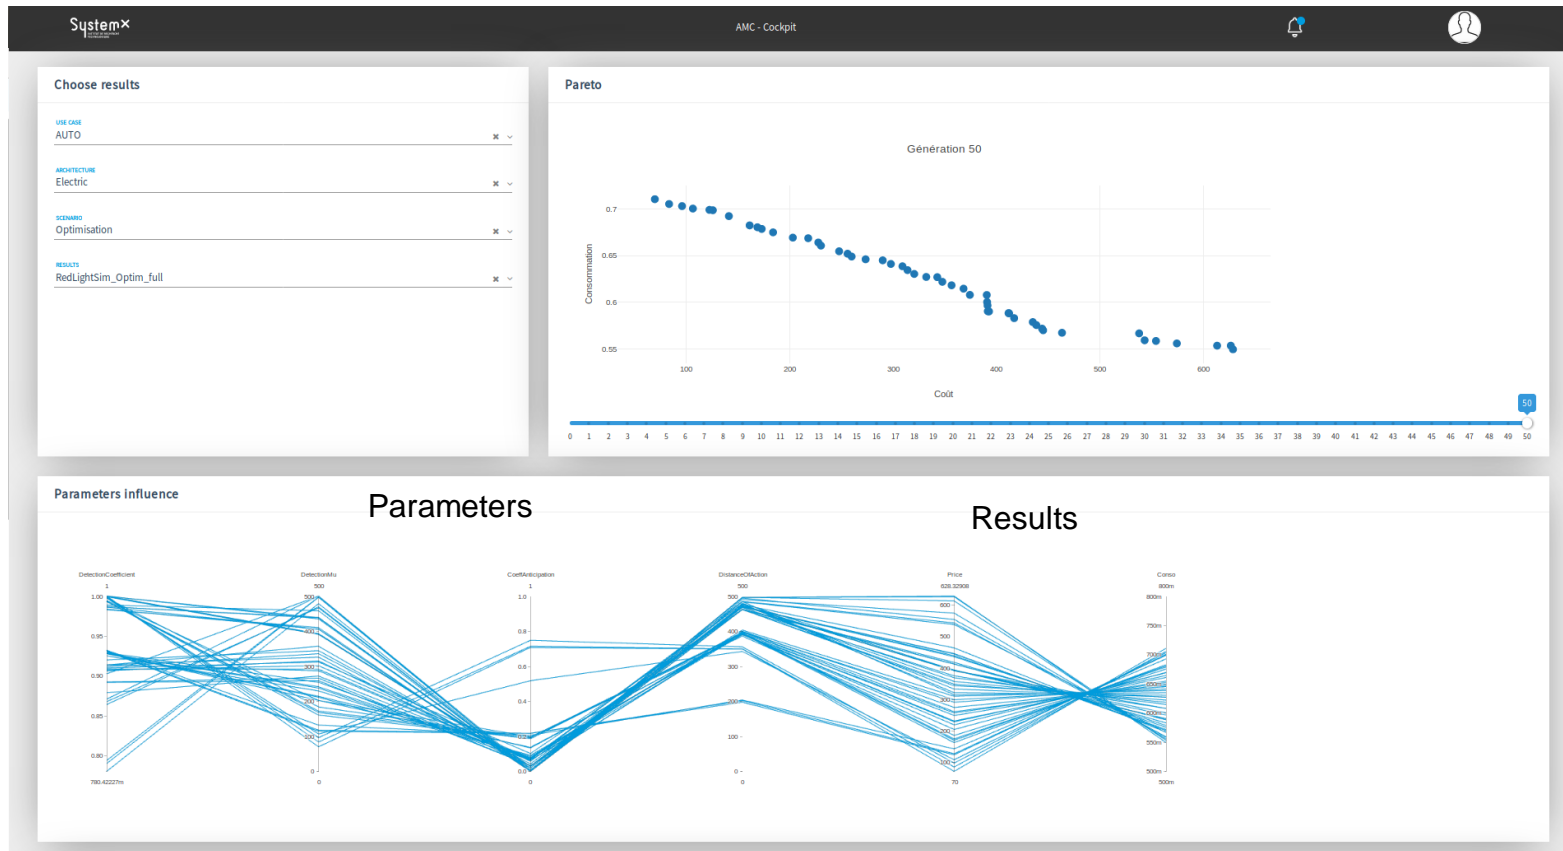 System×
AMC - Cockpit
Choose results
USE CASE
AUTO
ARCHITECTURE
Electric
SCENARIO
Optimisation
RESULTS
RedLightSim_Optim_full
Pareto
Génération 50
Consommation
0.7
0.65
0.6
0.55
100 200 300 400 500 600
Coût
50
0 1 2 3 4 5 6 7 8 9 10 11 12 13 14 15 16 17 18 19 20 21 22 23 24 25 26 27 28 29 30 31 32 33 34 35 36 37 38 39 40 41 42 43 44 45 46 47 48 49 50
Parameters influence
Parameters
Results
DetectionCoefficient DetectionMu CoeffAnticipation DistanceOfAction Price Conso
1 500 1 500 628.32908 800m
1.00 500 1.0 500 800m
600
0.95 400 0.8 400 500 750m
0.90 300 0.6 300 400 700m
650m
0.85 200 0.4 200 300 600m
0.80 100 0.2 100 200 550m
100
0 0.0 0 500m
780.42227m 0 0 0 70 500m